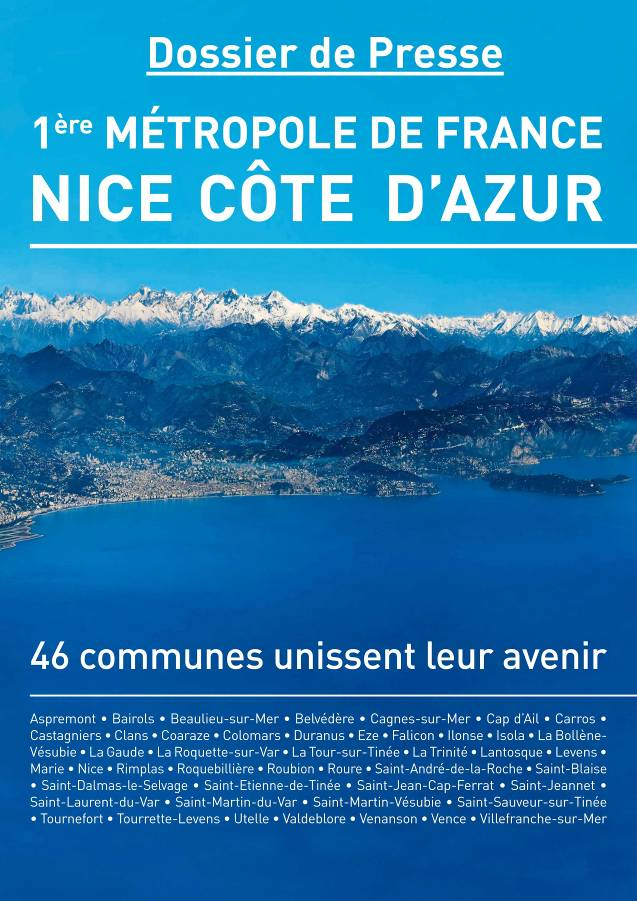 Dossier de Presse
1ère MÉTROPOLE DE FRANCE
NICE CÔTE D'AZUR
46 communes unissent leur avenir
Aspremont • Bairols • Beaulieu-sur-Mer • Belvédère • Cagnes-sur-Mer • Cap d'Ail • Carros •
Castagniers • Clans • Coaraze • Colomars • Duranus • Eze • Falicon • Ilonse • Isola • La Bollène-
Vésubie • La Gaude • La Roquette-sur-Var • La Tour-sur-Tinée • La Trinité • Lantosque • Levens •
Marie • Nice • Rimplas • Roquebillière • Roubion • Roure • Saint-André-de-la-Roche • Saint-Blaise
• Saint-Dalmas-le-Selvage • Saint-Etienne-de-Tinée • Saint-Jean-Cap-Ferrat • Saint-Jeannet •
Saint-Laurent-du-Var • Saint-Martin-du-Var • Saint-Martin-Vésubie • Saint-Sauveur-sur-Tinée
• Tournefort • Tourrette-Levens • Utelle • Valdeblore • Venanson • Vence • Villefranche-sur-Mer